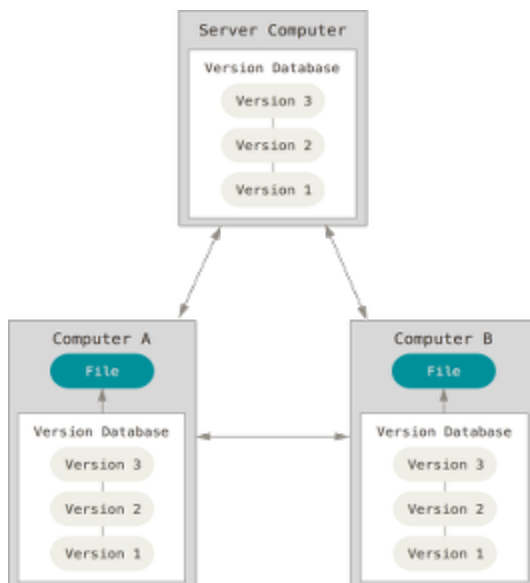 Server Computer
Version Database
Version 3
Version 2
Version 1
Computer A
File
Version Database
Version 3
Version 2
Version 1
Computer B
File
Version Database
Version 3
Version 2
Version 1